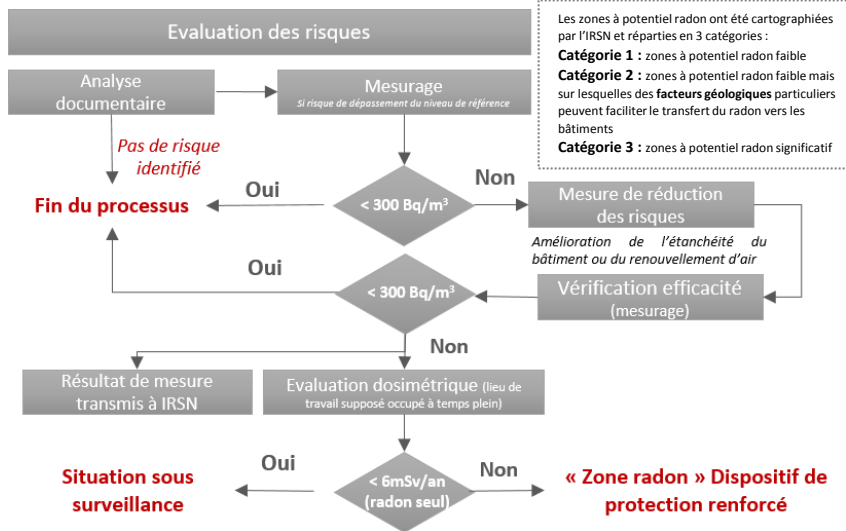 Evaluation des risques
Les zones à potentiel radon ont été cartographiées
par l'IRSN et réparties en 3 catégories :
Catégorie 1 : zones à potentiel radon faible
Catégorie 2 : zones à potentiel radon faible mais
sur lesquelles des facteurs géologiques particuliers
peuvent faciliter le transfert du radon vers les
bâtiments
Catégorie 3 : zones à potentiel radon significatif
Analyse
documentaire
Mesurage
Si risque de dépassement du niveau de référence
Pas de risque
identifié
Fin du processus
Oui
< 300 Bq/m³
Non
Mesure de réduction
des risques
Amélioration de l'étanchéité du
bâtiment ou du renouvellement d'air
Oui
< 300 Bq/m³
Vérification efficacité
(mesurage)
Non
Résultat de mesure
transmis à IRSN
Evaluation dosimétrique (lieu de
travail supposé occupé à temps plein)
Situation sous
surveillance
Oui
< 6mSv/an
(radon seul)
Non
« Zone radon » Dispositif de
protection renforcé